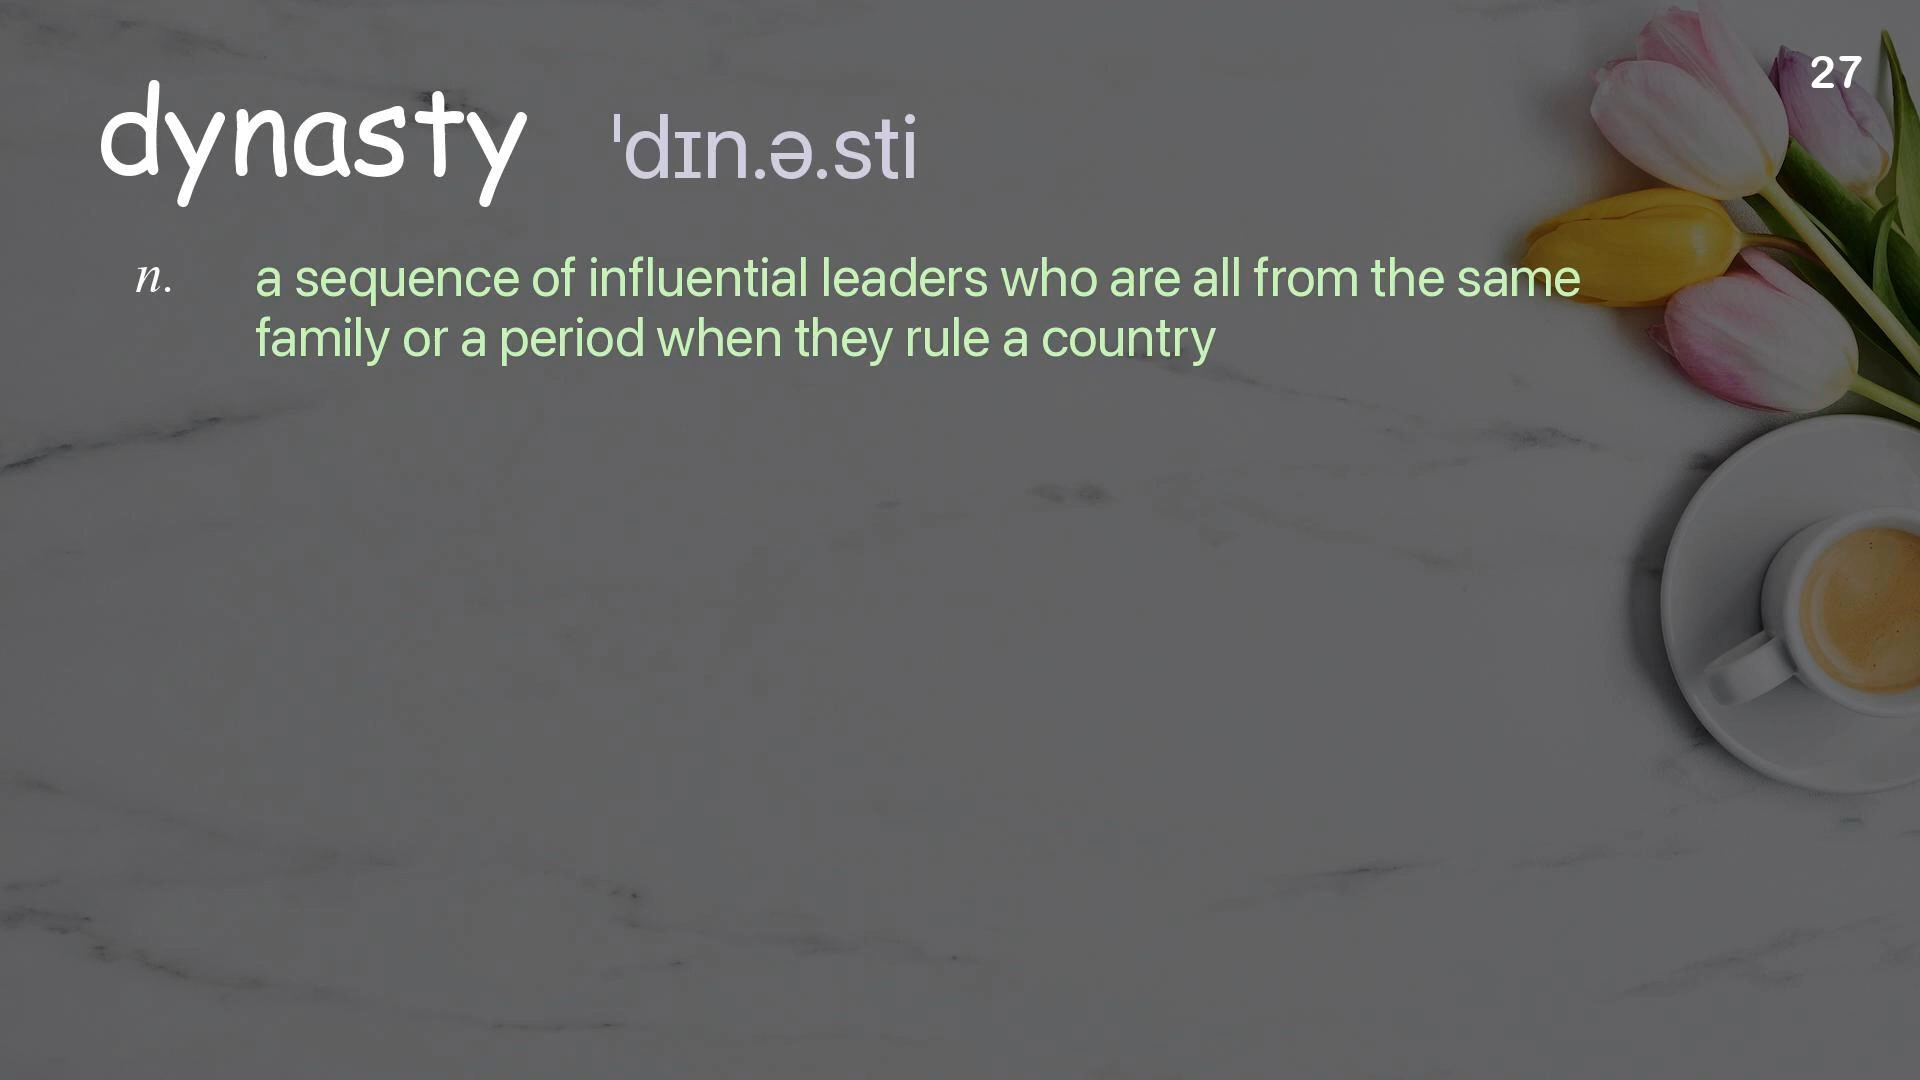 27
dynasty ˈdɪn.ə.sti
n. a sequence of influential leaders who are all from the same
family or a period when they rule a country